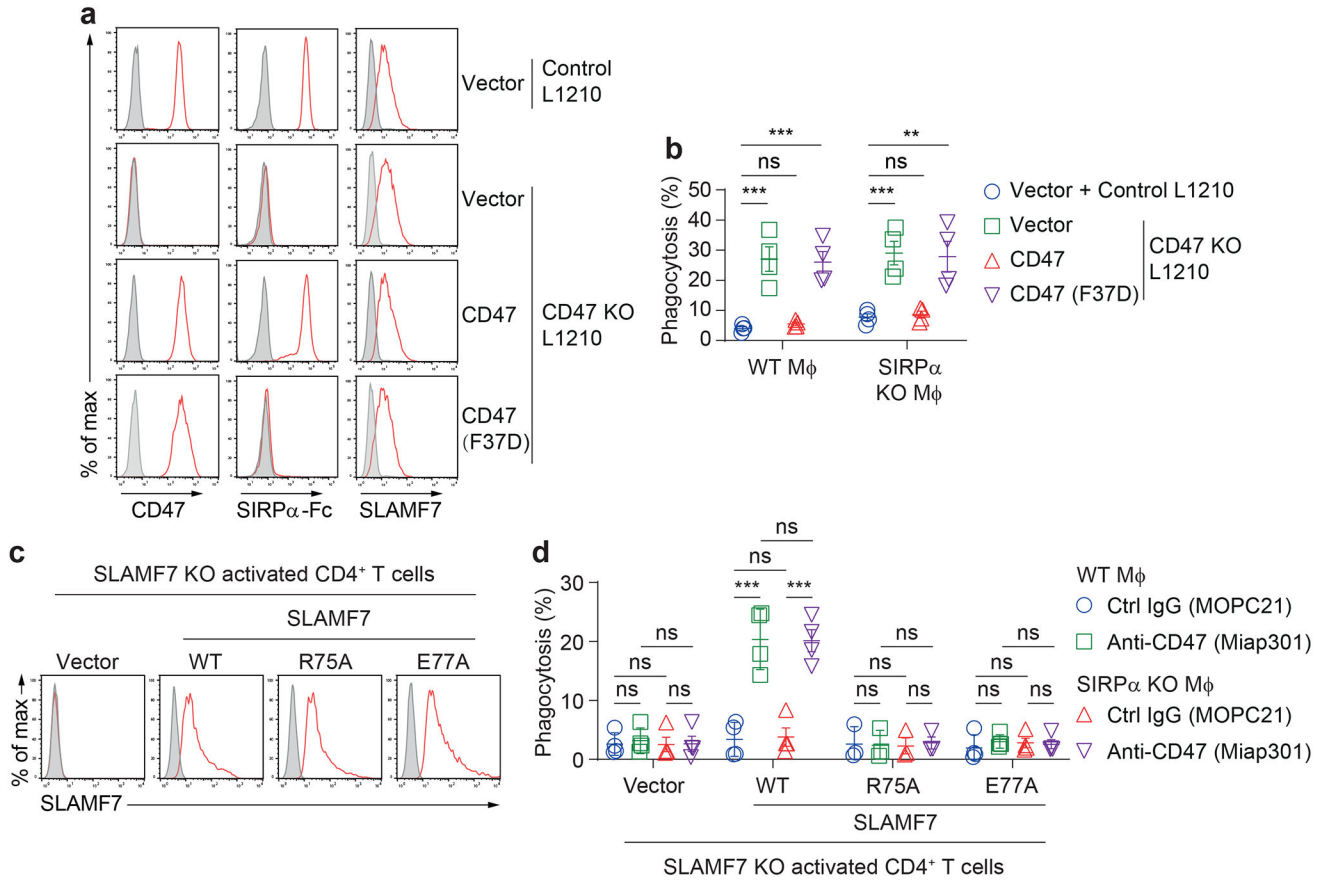 a
% of max
Vector
Control
L1210
Vector
CD47
CD47
(F37D)
CD47 KO
L1210
CD47
SIRPα-Fc
SLAMF7
b
Phagocytosis (%)
50
40
30
20
10
0
***
ns
***
**
ns
***
WT Mϕ
SIRPα
KO Mϕ
Vector + Control L1210
Vector
CD47
CD47 (F37D)
CD47 KO
L1210
c
SLAMF7 KO activated CD4⁺ T cells
SLAMF7
Vector
WT
R75A
E77A
% of max
SLAMF7
d
Phagocytosis (%)
30
20
10
0
ns
ns
ns ns
ns
ns
*** ***
ns
ns
ns ns
ns
ns
ns ns
Vector
WT
R75A
E77A
SLAMF7
SLAMF7 KO activated CD4⁺ T cells
WT Mϕ
Ctrl IgG (MOPC21)
Anti-CD47 (Miap301)
SIRPα KO Mϕ
Ctrl IgG (MOPC21)
Anti-CD47 (Miap301)